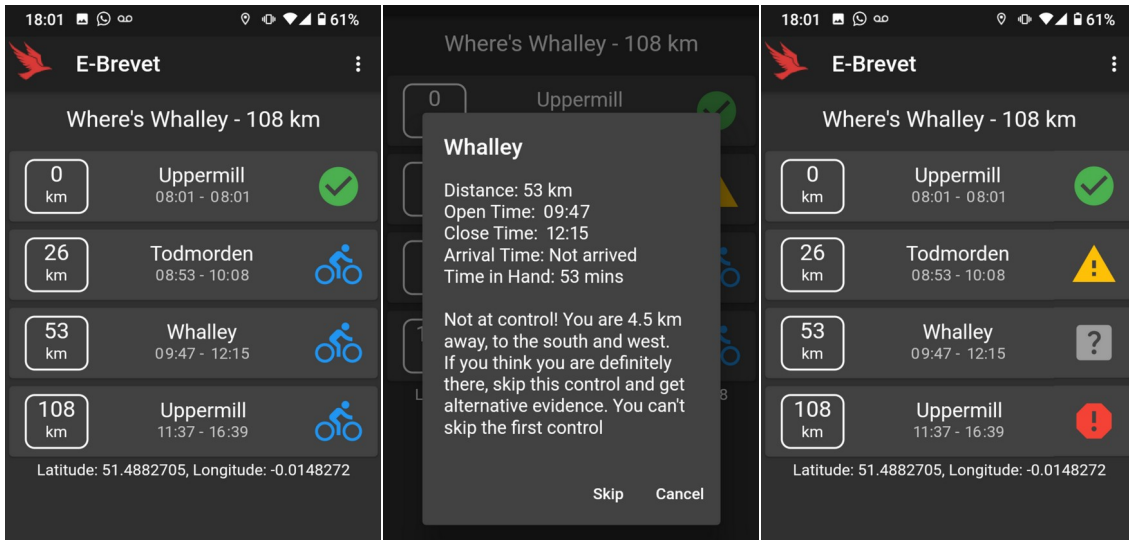 18:01
61%
E-Brevet
Where's Whalley - 108 km
0
km
Uppermill
08:01 - 08:01
26
km
Todmorden
08:53 - 10:08
53
km
Whalley
09:47 - 12:15
108
km
Uppermill
11:37 - 16:39
Latitude: 51.4882705, Longitude: -0.0148272
Where's Whalley - 108 km
0
Uppermill
Whalley
Distance: 53 km
Open Time: 09:47
Close Time: 12:15
Arrival Time: Not arrived
Time in Hand: 53 mins
Not at control! You are 4.5 km
away, to the south and west.
If you think you are definitely
there, skip this control and get
alternative evidence. You can't
skip the first control
Skip
Cancel
18:01
61%
E-Brevet
Where's Whalley - 108 km
0
km
Uppermill
08:01 - 08:01
26
km
Todmorden
08:53 - 10:08
53
km
Whalley
09:47 - 12:15
108
km
Uppermill
11:37 - 16:39
Latitude: 51.4882705, Longitude: -0.0148272